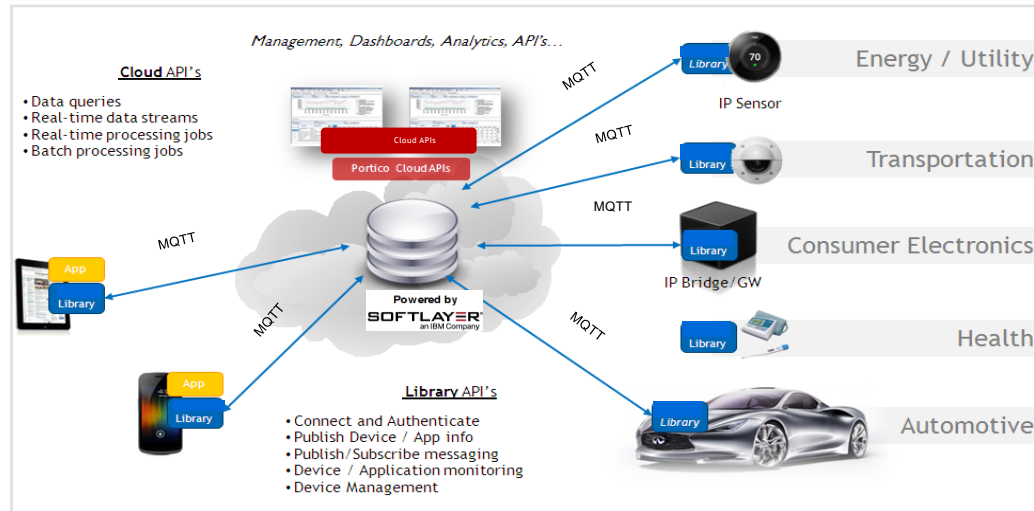 Management, Dashboards, Analytics, API's...
Cloud API's
• Data queries
• Real-time data streams
• Real-time processing jobs
• Batch processing jobs
Cloud APIs
Portico Cloud APIs
MQTT
Library
70
IP Sensor
Energy / Utility
MQTT
Library
Transportation
MQTT
Library
IP Bridge/GW
Consumer Electronics
MQTT
App
Library
Powered by
SOFTLAYER®
an IBM Company
MQTT
Library
Health
MQTT
App
Library
Library
Automotive
Library API's
• Connect and Authenticate
• Publish Device / App info
• Publish/Subscribe messaging
• Device / Application monitoring
• Device Management